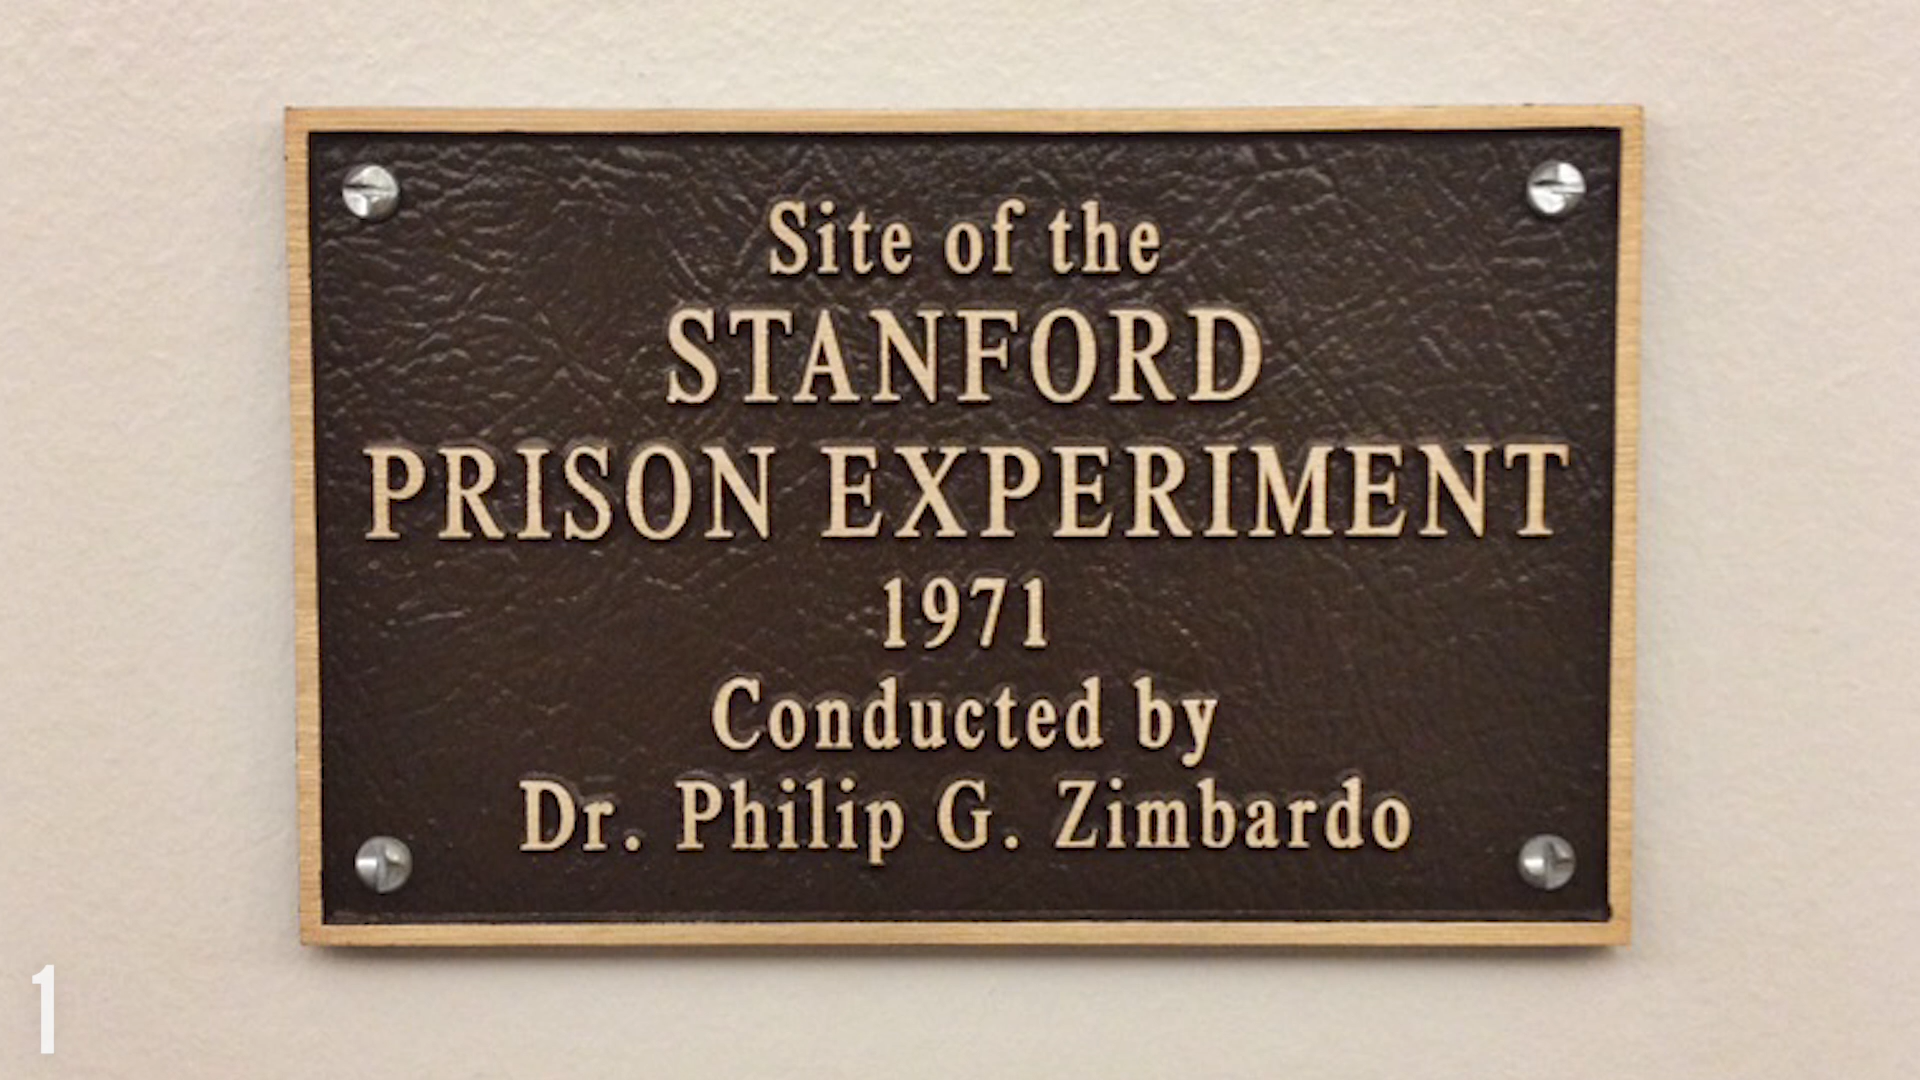 Site of the
STANFORD
PRISON EXPERIMENT
1971
Conducted by
Dr. Philip G. Zimbardo
1